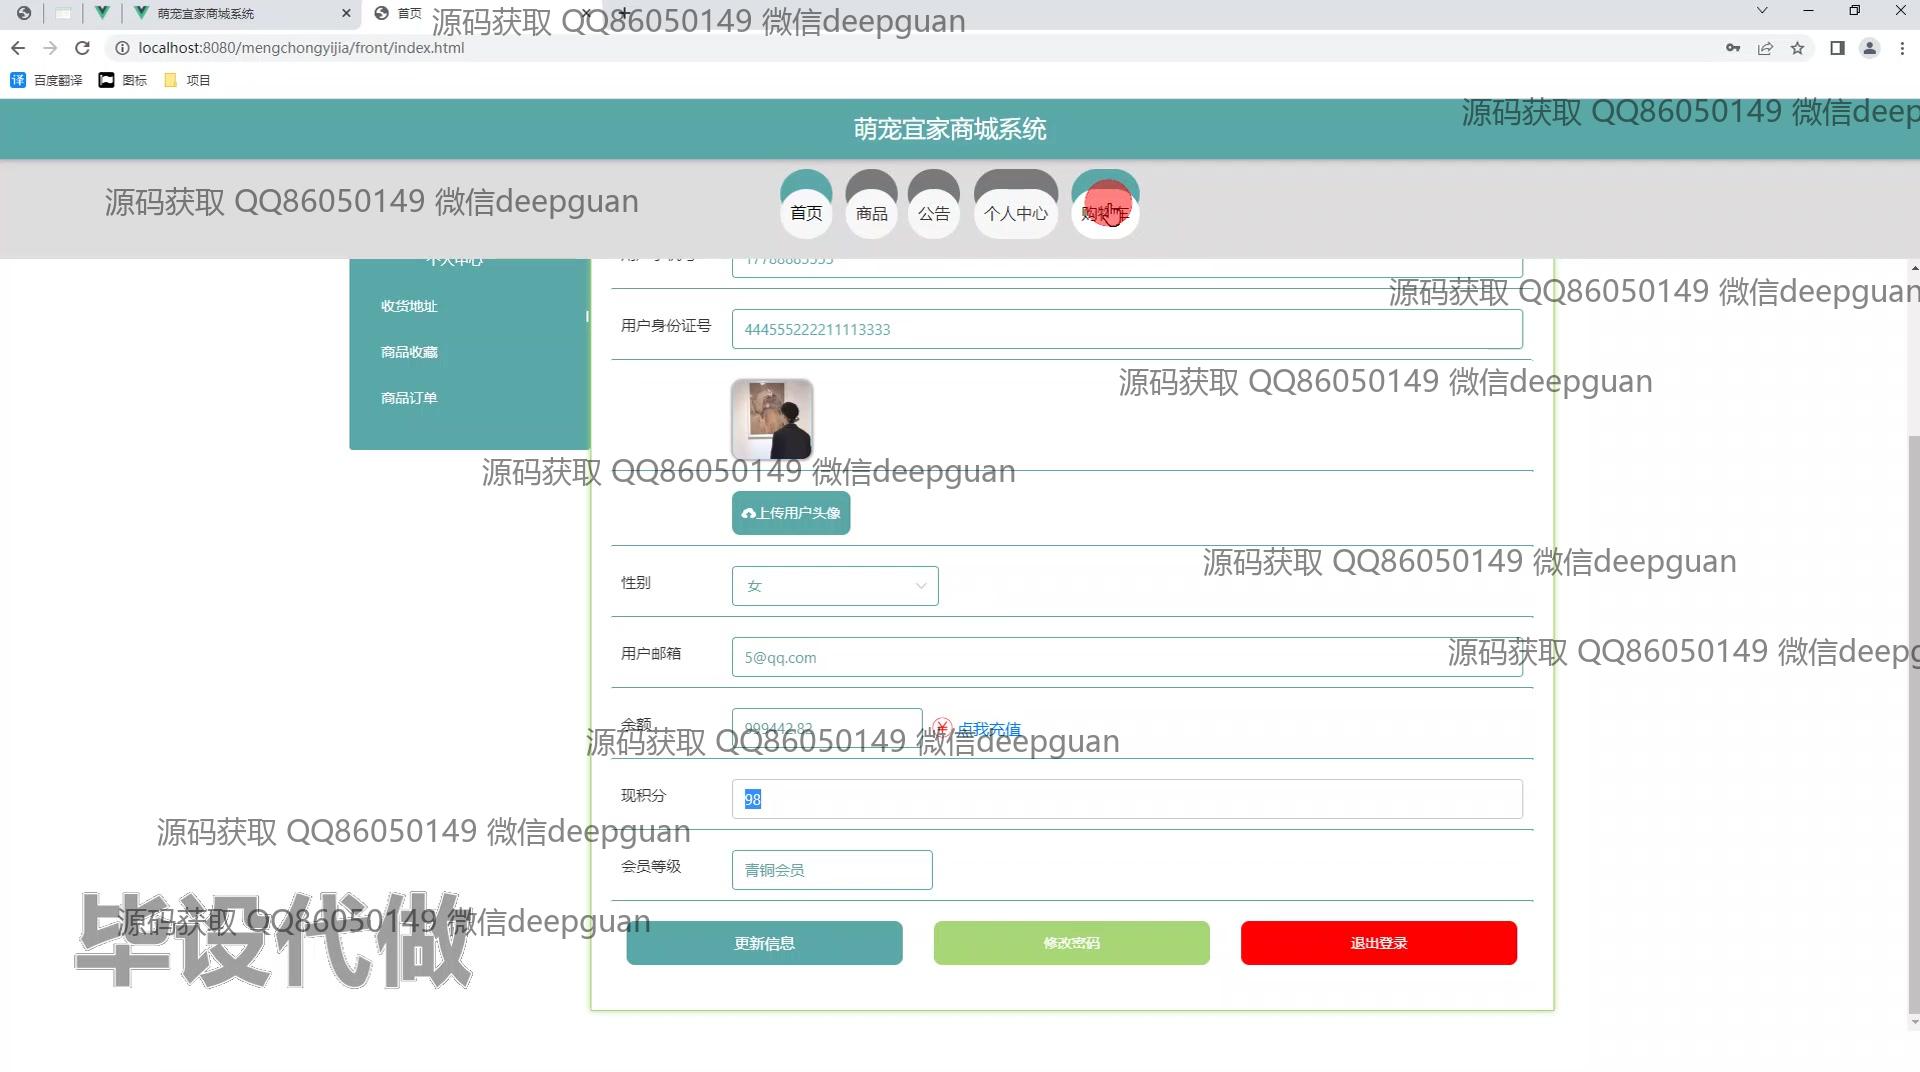 萌宠宜家商城系统
首页
源码获取 QQ86050149 微信deepguan
localhost:8080/mengchongyijia/front/index.html
百度翻译
图标
项目
萌宠宜家商城系统
源码获取 QQ86050149 微信deep
源码获取 QQ86050149 微信deepguan
首页
商品
公告
个人中心
购物车
个人中心
收货地址
商品收藏
商品订单
源码获取 QQ86050149 微信deepguan
用户身份证号
444555222211113333
源码获取 QQ86050149 微信deepguan
源码获取 QQ86050149 微信deepguan
上传用户头像
源码获取 QQ86050149 微信deepguan
性别
女
用户邮箱
5@qq.com
源码获取 QQ86050149 微信deepg
余额
999442.82
点我充值
源码获取 QQ86050149 微信deepguan
现积分
98
源码获取 QQ86050149 微信deepguan
会员等级
青铜会员
毕设代做
源码获取 QQ86050149 微信deepguan
更新信息
修改密码
退出登录